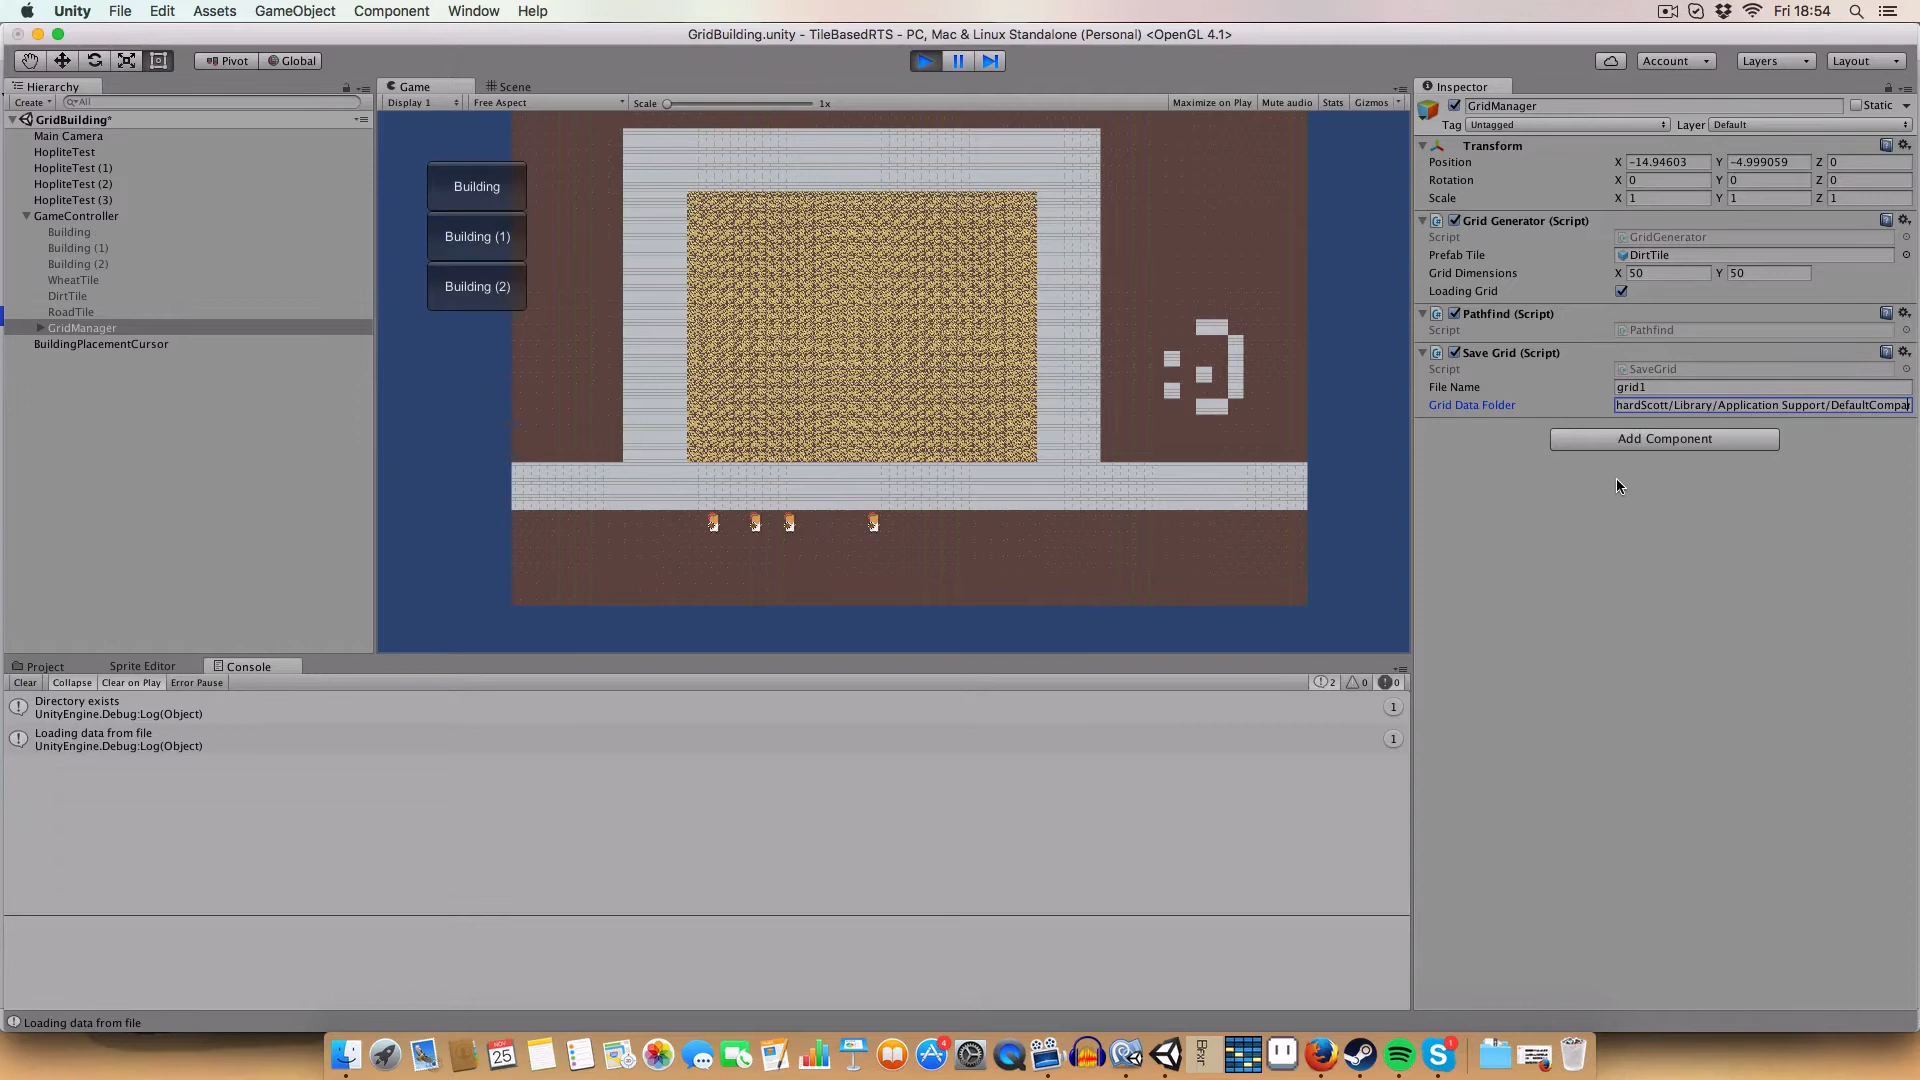 Unity File Edit Assets GameObject Component Window Help Fri 18:54
GridBuilding.unity - TileBasedRTS - PC, Mac & Linux Standalone (Personal) <OpenGL 4.1>
Pivot Global Account Layers Layout
Hierarchy
Create All
GridBuilding*
Main Camera
HopliteTest
HopliteTest (1)
HopliteTest (2)
HopliteTest (3)
GameController
Building
Building (1)
Building (2)
WheatTile
DirtTile
RoadTile
GridManager
BuildingPlacementCursor
Game Scene
Display 1 Free Aspect Scale 1x Maximize on Play Mute audio Stats Gizmos
Building
Building (1)
Building (2)
Inspector
GridManager Static
Tag Untagged Layer Default
Transform
Position X -14.94603 Y -4.999059 Z 0
Rotation X 0 Y 0 Z 0
Scale X 1 Y 1 Z 1
Grid Generator (Script)
Script GridGenerator
Prefab Tile DirtTile
Grid Dimensions X 50 Y 50
Loading Grid
Pathfind (Script)
Script Pathfind
Save Grid (Script)
Script SaveGrid
File Name grid1
Grid Data Folder hardScott/Library/Application Support/DefaultCompa
Add Component
Project Sprite Editor Console
Clear Collapse Clear on Play Error Pause 2 0 0
Directory exists
UnityEngine.Debug:Log(Object) 1
Loading data from file
UnityEngine.Debug:Log(Object) 1
Loading data from file
NOV
25
4
Bfxr
1